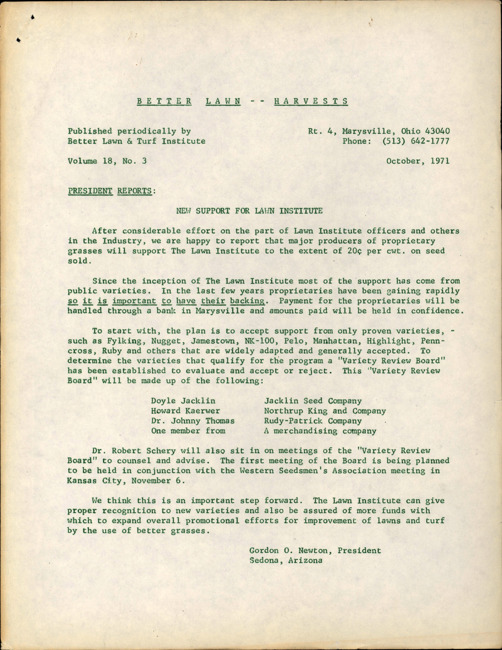 BETTER LAWN -- HARVESTS
Published periodically by Rt. 4, Marysville, Ohio 43040
Better Lawn & Turf Institute Phone: (513) 642-1777
Volume 18, No. 3 October, 1971
PRESIDENT REPORTS:
NEW SUPPORT FOR LAWN INSTITUTE
After considerable effort on the part of Lawn Institute officers and others
in the Industry, we are happy to report that major producers of proprietary
grasses will support The Lawn Institute to the extent of 20¢ per cwt. on seed
sold.
Since the inception of The Lawn Institute most of the support has come from
public varieties. In the last few years proprietaries have been gaining rapidly
so it is important to have their backing. Payment for the proprietaries will be
handled through a bank in Marysville and amounts paid will be held in confidence.
To start with, the plan is to accept support from only proven varieties, -
such as Fylking, Nugget, Jamestown, NK-100, Pelo, Manhattan, Highlight, Penn-
cross, Ruby and others that are widely adapted and generally accepted. To
determine the varieties that qualify for the program a "Variety Review Board"
has been established to evaluate and accept or reject. This "Variety Review
Board" will be made up of the following:
Doyle Jacklin Jacklin Seed Company
Howard Kaerwer Northrup King and Company
Dr. Johnny Thomas Rudy-Patrick Company
One member from A merchandising company
Dr. Robert Schery will also sit in on meetings of the "Variety Review
Board" to counsel and advise. The first meeting of the Board is being planned
to be held in conjunction with the Western Seedsmen's Association meeting in
Kansas City, November 6.
We think this is an important step forward. The Lawn Institute can give
proper recognition to new varieties and also be assured of more funds with
which to expand overall promotional efforts for improvement of lawns and turf
by the use of better grasses.
Gordon O. Newton, President
Sedona, Arizona